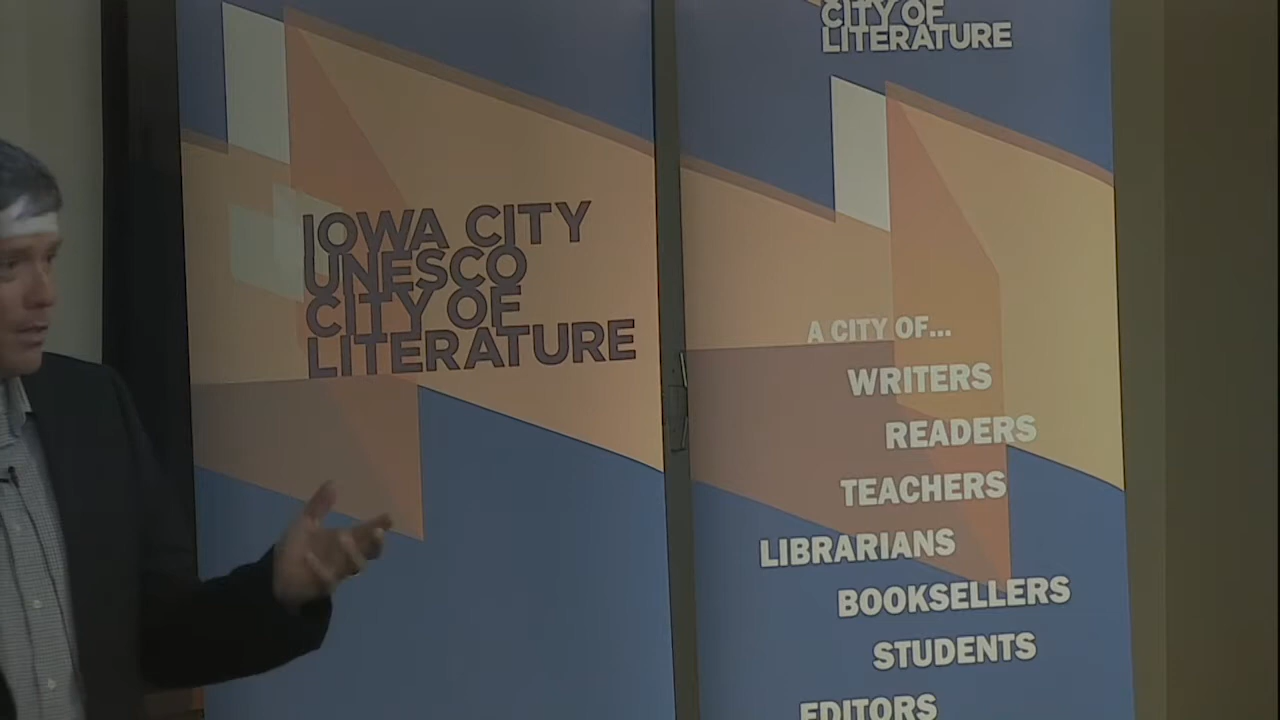 IOWA CITY
UNESCO
CITY OF
LITERATURE
CITY OF
LITERATURE
A CITY OF...
WRITERS
READERS
TEACHERS
LIBRARIANS
BOOKSELLERS
STUDENTS
EDITORS